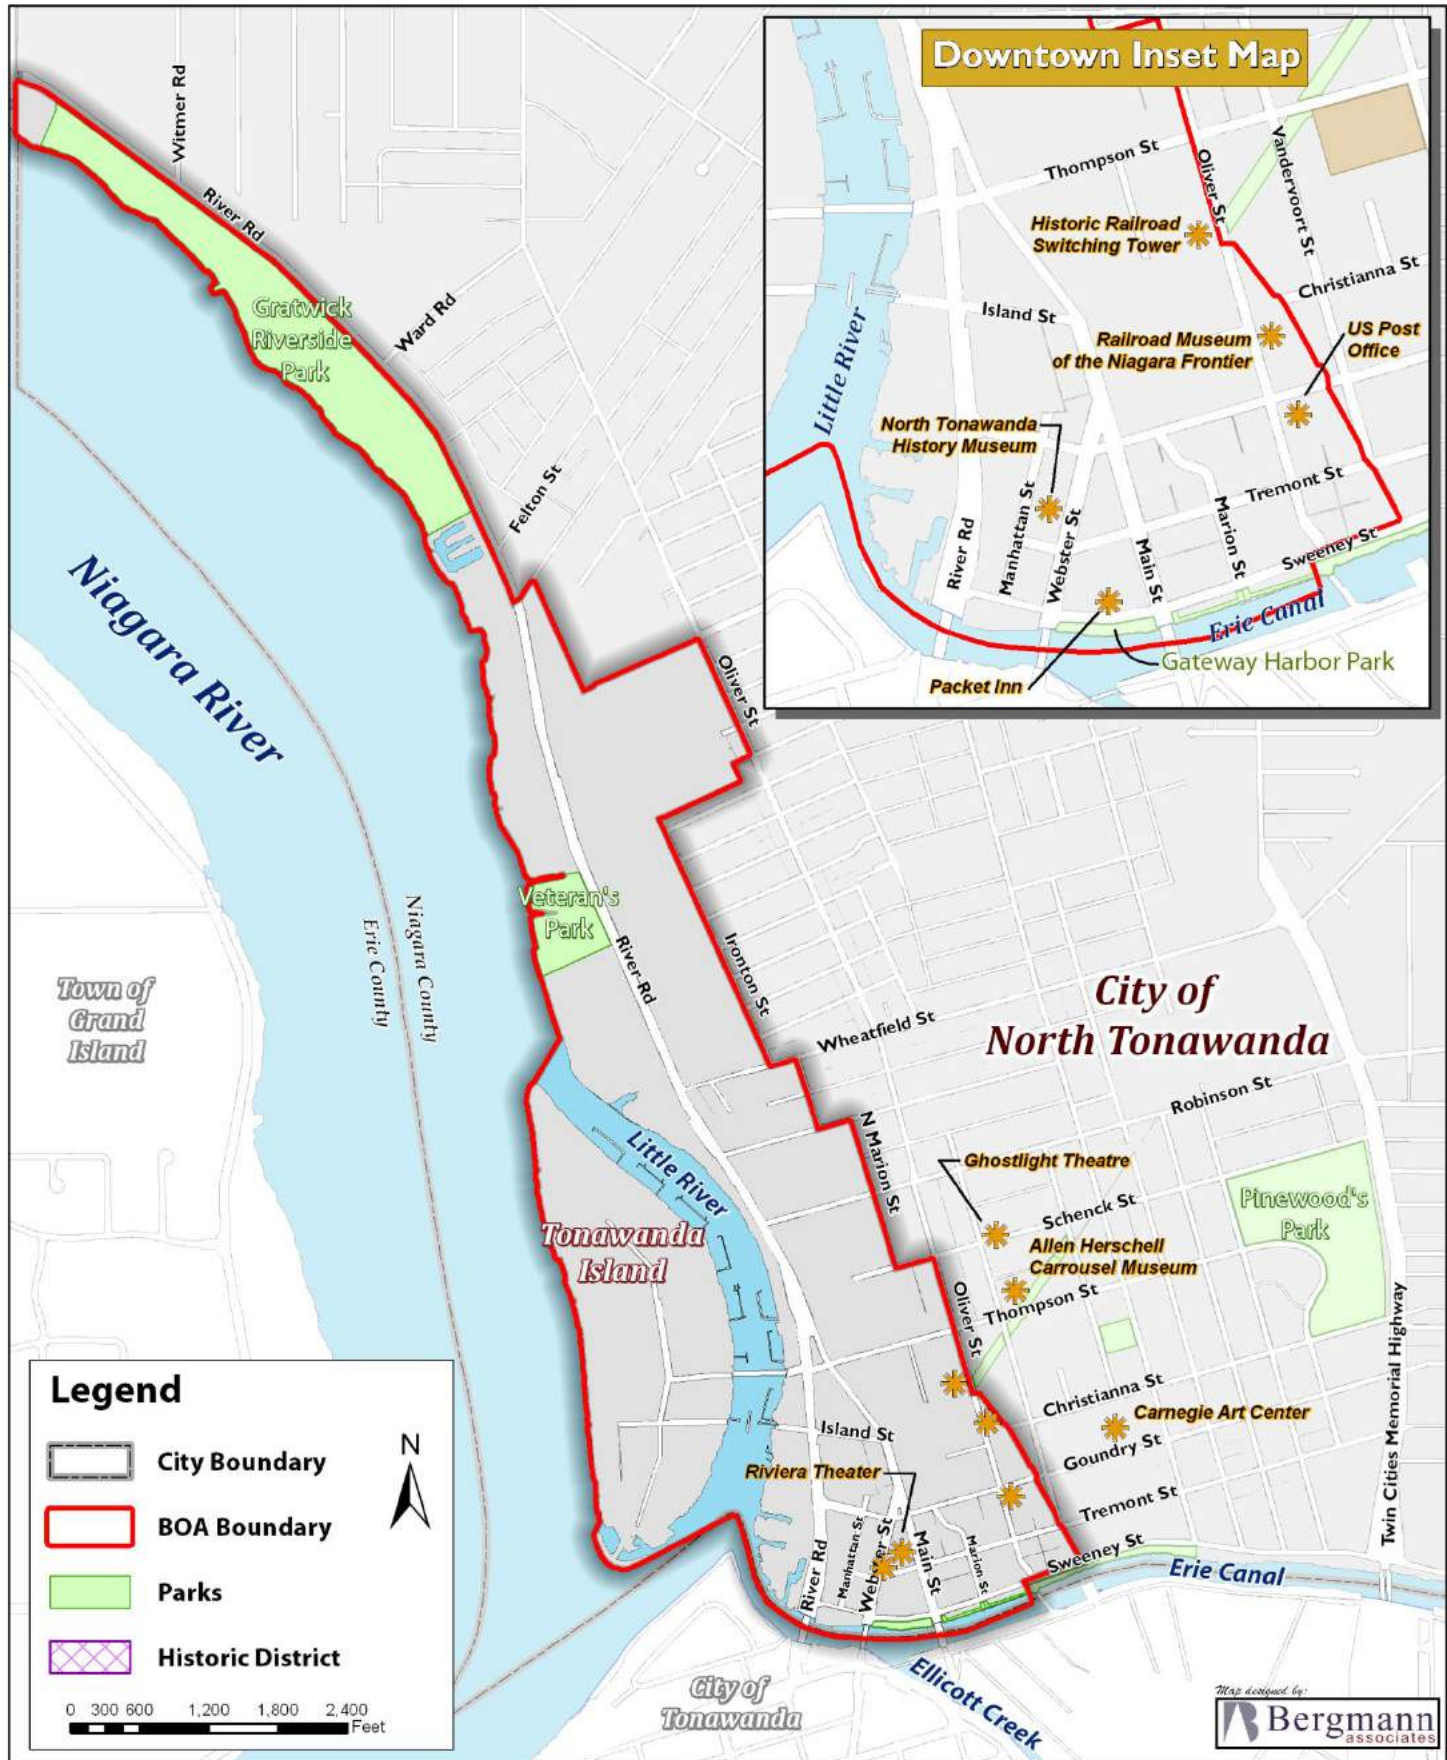 Downtown Inset Map
Thompson St
Oliver St
Vandervoort St
Historic Railroad
Switching Tower
Christianna St
Island St
Railroad Museum
of the Niagara Frontier
US Post
Office
Little River
North Tonawanda
History Museum
Tremont St
Manhattan St
Marion St
River Rd
Webster St
Main St
Sweeney St
Erie Canal
Gateway Harbor Park
Packet Inn
Witmer Rd
River Rd
Gratwick
Riverside
Park
Ward Rd
Felton St
Niagara River
Oliver St
Veteran's
Park
Niagara County
Erie County
River Rd
Ironton St
Town of
Grand
Island
City of
North Tonawanda
Wheatfield St
Robinson St
N Marion St
Little River
Ghostlight Theatre
Schenck St
Pinewood's
Park
Tonawanda
Island
Allen Herschell
Carrousel Museum
Thompson St
Oliver St
Twin Cities Memorial Highway
Christianna St
Carnegie Art Center
Island St
Goundry St
Riviera Theater
Tremont St
River Rd
Manhattan St
Webster St
Main St
Marion St
Sweeney St
Erie Canal
Ellicott Creek
City of
Tonawanda
Legend
N
City Boundary
BOA Boundary
Parks
Historic District
0 300 600 1,200 1,800 2,400
Feet
Map designed by:
Bergmann
associates